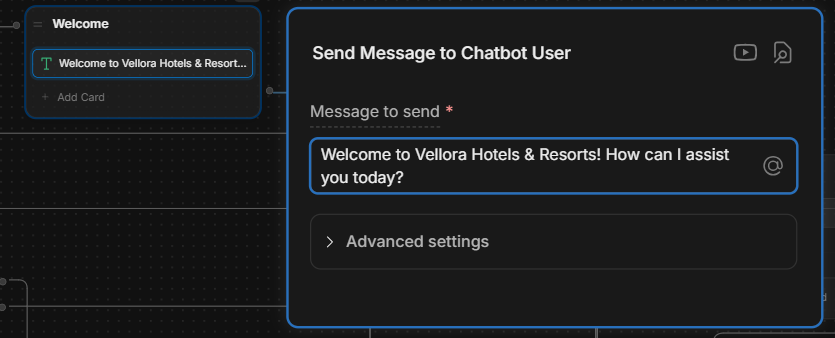 Welcome
Welcome to Vellora Hotels & Resort...
+ Add Card
Send Message to Chatbot User
Message to send *
Welcome to Vellora Hotels & Resorts! How can I assist
you today?
@
Advanced settings